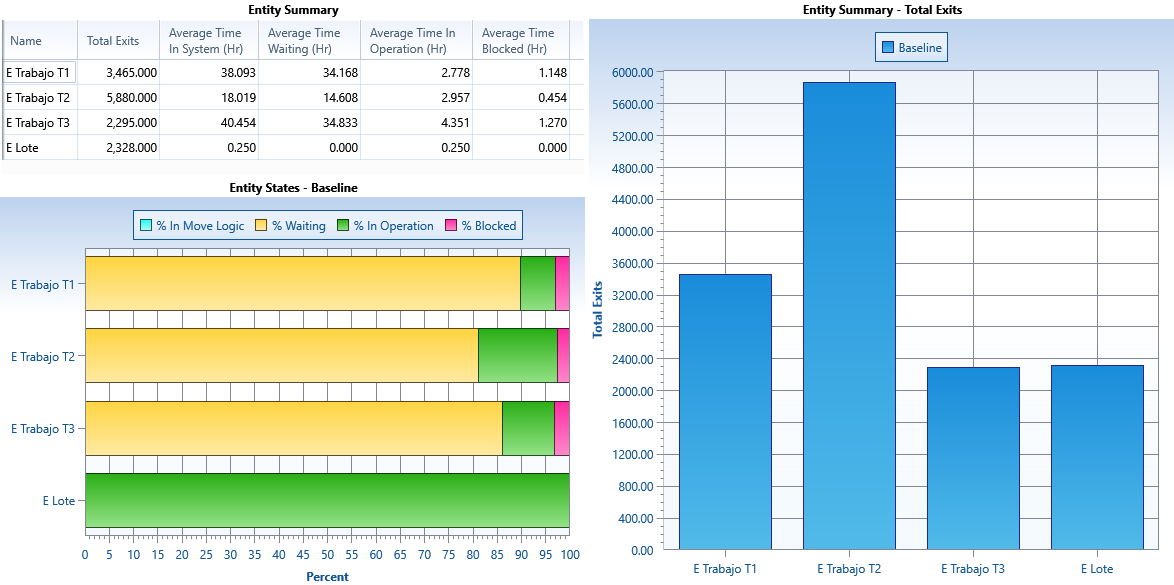 Entity Summary
Name Total Exits Average Time In System (Hr) Average Time Waiting (Hr) Average Time In Operation (Hr) Average Time Blocked (Hr)
E Trabajo T1 3,465.000 38.093 34.168 2.778 1.148
E Trabajo T2 5,880.000 18.019 14.608 2.957 0.454
E Trabajo T3 2,295.000 40.454 34.833 4.351 1.270
E Lote 2,328.000 0.250 0.000 0.250 0.000
Entity States - Baseline
% In Move Logic % Waiting % In Operation % Blocked
E Trabajo T1
E Trabajo T2
E Trabajo T3
E Lote
0 5 10 15 20 25 30 35 40 45 50 55 60 65 70 75 80 85 90 95 100
Percent
Entity Summary - Total Exits
Baseline
Total Exits
6000.00
5600.00
5200.00
4800.00
4400.00
4000.00
3600.00
3200.00
2800.00
2400.00
2000.00
1600.00
1200.00
800.00
400.00
0.00
E Trabajo T1 E Trabajo T2 E Trabajo T3 E Lote